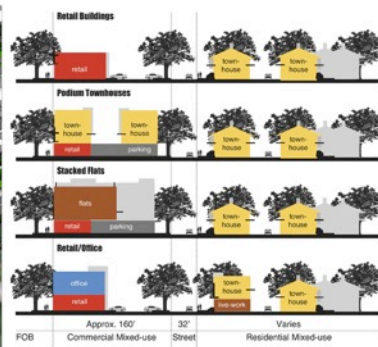 Retail Buildings
retail
town-
house
town-
house
Podium Townhouses
town-
house
town-
house
retail
parking
town-
house
town-
house
Stacked Flats
flats
retail
parking
town-
house
town-
house
Retail/Office
office
retail
town-
house
live-work
town-
house
Approx. 160'
32'
Varies
FOB
Commercial Mixed-use
Street
Residential Mixed-use